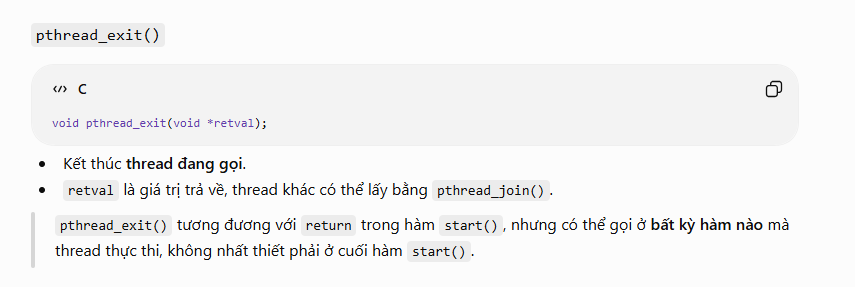 pthread_exit()
</> C
void pthread_exit(void *retval);
Kết thúc thread đang gọi.
retval là giá trị trả về, thread khác có thể lấy bằng pthread_join().
pthread_exit() tương đương với return trong hàm start(), nhưng có thể gọi ở bất kỳ hàm nào mà
thread thực thi, không nhất thiết phải ở cuối hàm start().